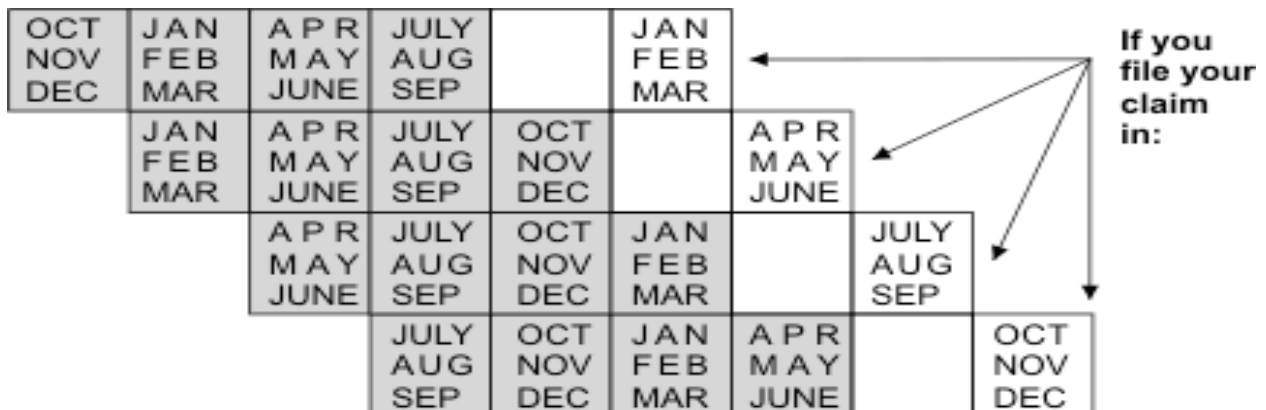 OCT JAN APR JULY JAN
NOV FEB MAY AUG FEB
DEC MAR JUNE SEP MAR
If you
file your
claim
in:
JAN APR JULY OCT APR
FEB MAY AUG NOV MAY
MAR JUNE SEP DEC JUNE
APR JULY OCT JAN JULY
MAY AUG NOV FEB AUG
JUNE SEP DEC MAR SEP
JULY OCT JAN APR OCT
AUG NOV FEB MAY NOV
SEP DEC MAR JUNE DEC